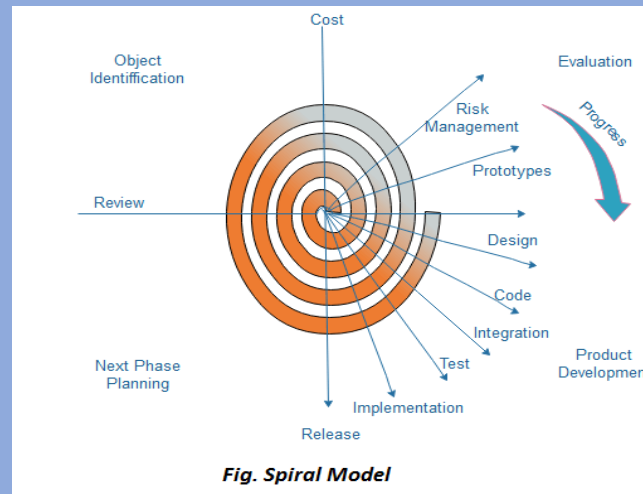 Cost
Object
Identiffication
Evaluation
Risk
Management
Progress
Prototypes
Review
Design
Code
Integration
Test
Next Phase
Planning
Product
Development
Implementation
Release
Fig. Spiral Model